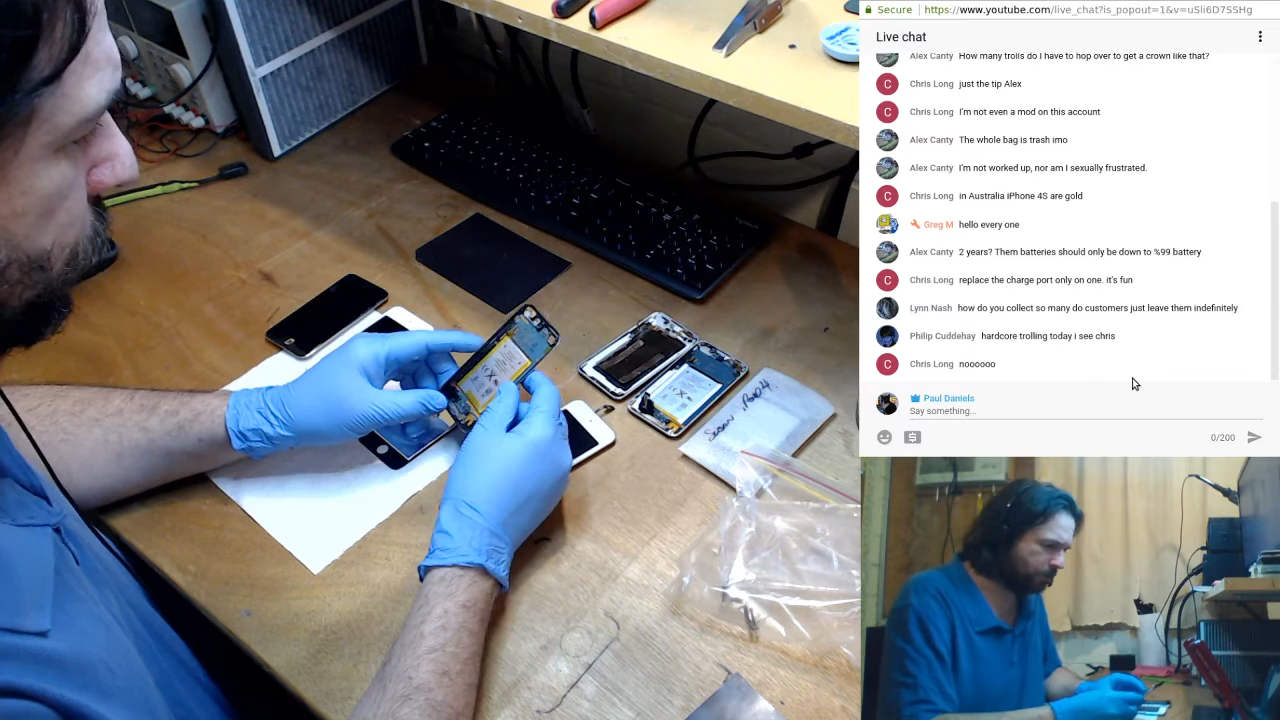 Secure https://www.youtube.com/live_chat?is_popout=1&v=uSli6D7SSHg
Live chat
Alex Canty How many trolls do I have to hop over to get a crown like that?
C Chris Long just the tip Alex
C Chris Long I'm not even a mod on this account
Alex Canty The whole bag is trash imo
Alex Canty I'm not worked up, nor am I sexually frustrated.
C Chris Long in Australia iPhone 4S are gold
Greg M hello every one
Alex Canty 2 years? Them batteries should only be down to %99 battery
C Chris Long replace the charge port only on one. it's fun
Lynn Nash how do you collect so many do customers just leave them indefinitely
Philip Cuddehay hardcore trolling today i see chris
C Chris Long noooooo
Paul Daniels
Say something...
0/200
Susan iPod 4